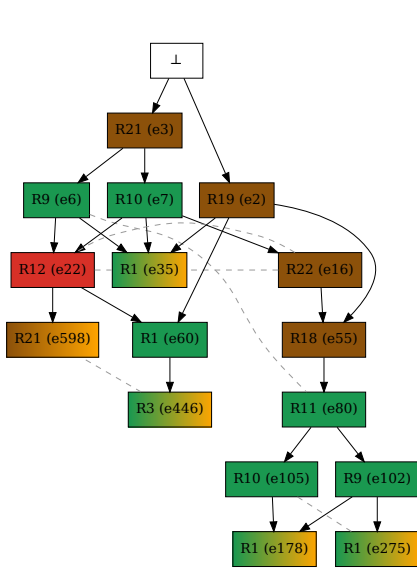 ⊥
R21 (e3)
R9 (e6)
R10 (e7)
R19 (e2)
R12 (e22)
R1 (e35)
R22 (e16)
R21 (e598)
R1 (e60)
R18 (e55)
R3 (e446)
R11 (e80)
R10 (e105)
R9 (e102)
R1 (e178)
R1 (e275)